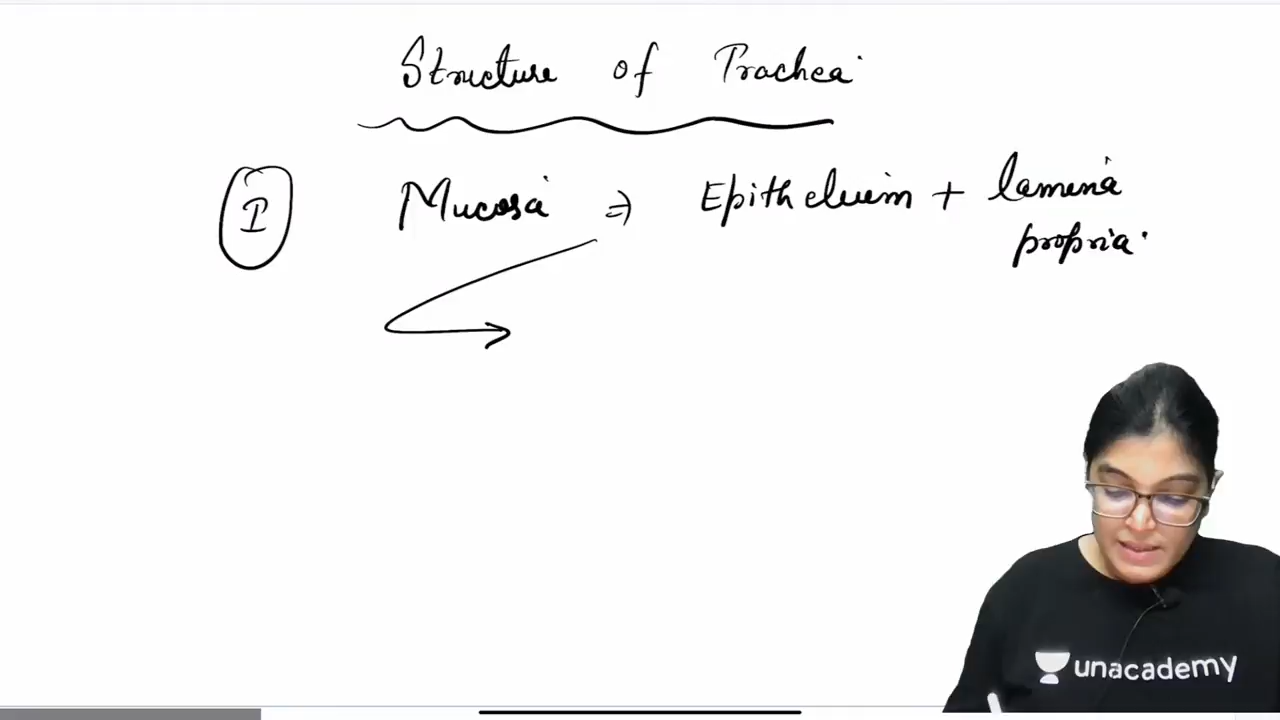 Structure of Trachea
I Mucosa ⇒ Epithelium + lamina
propria
unacademy